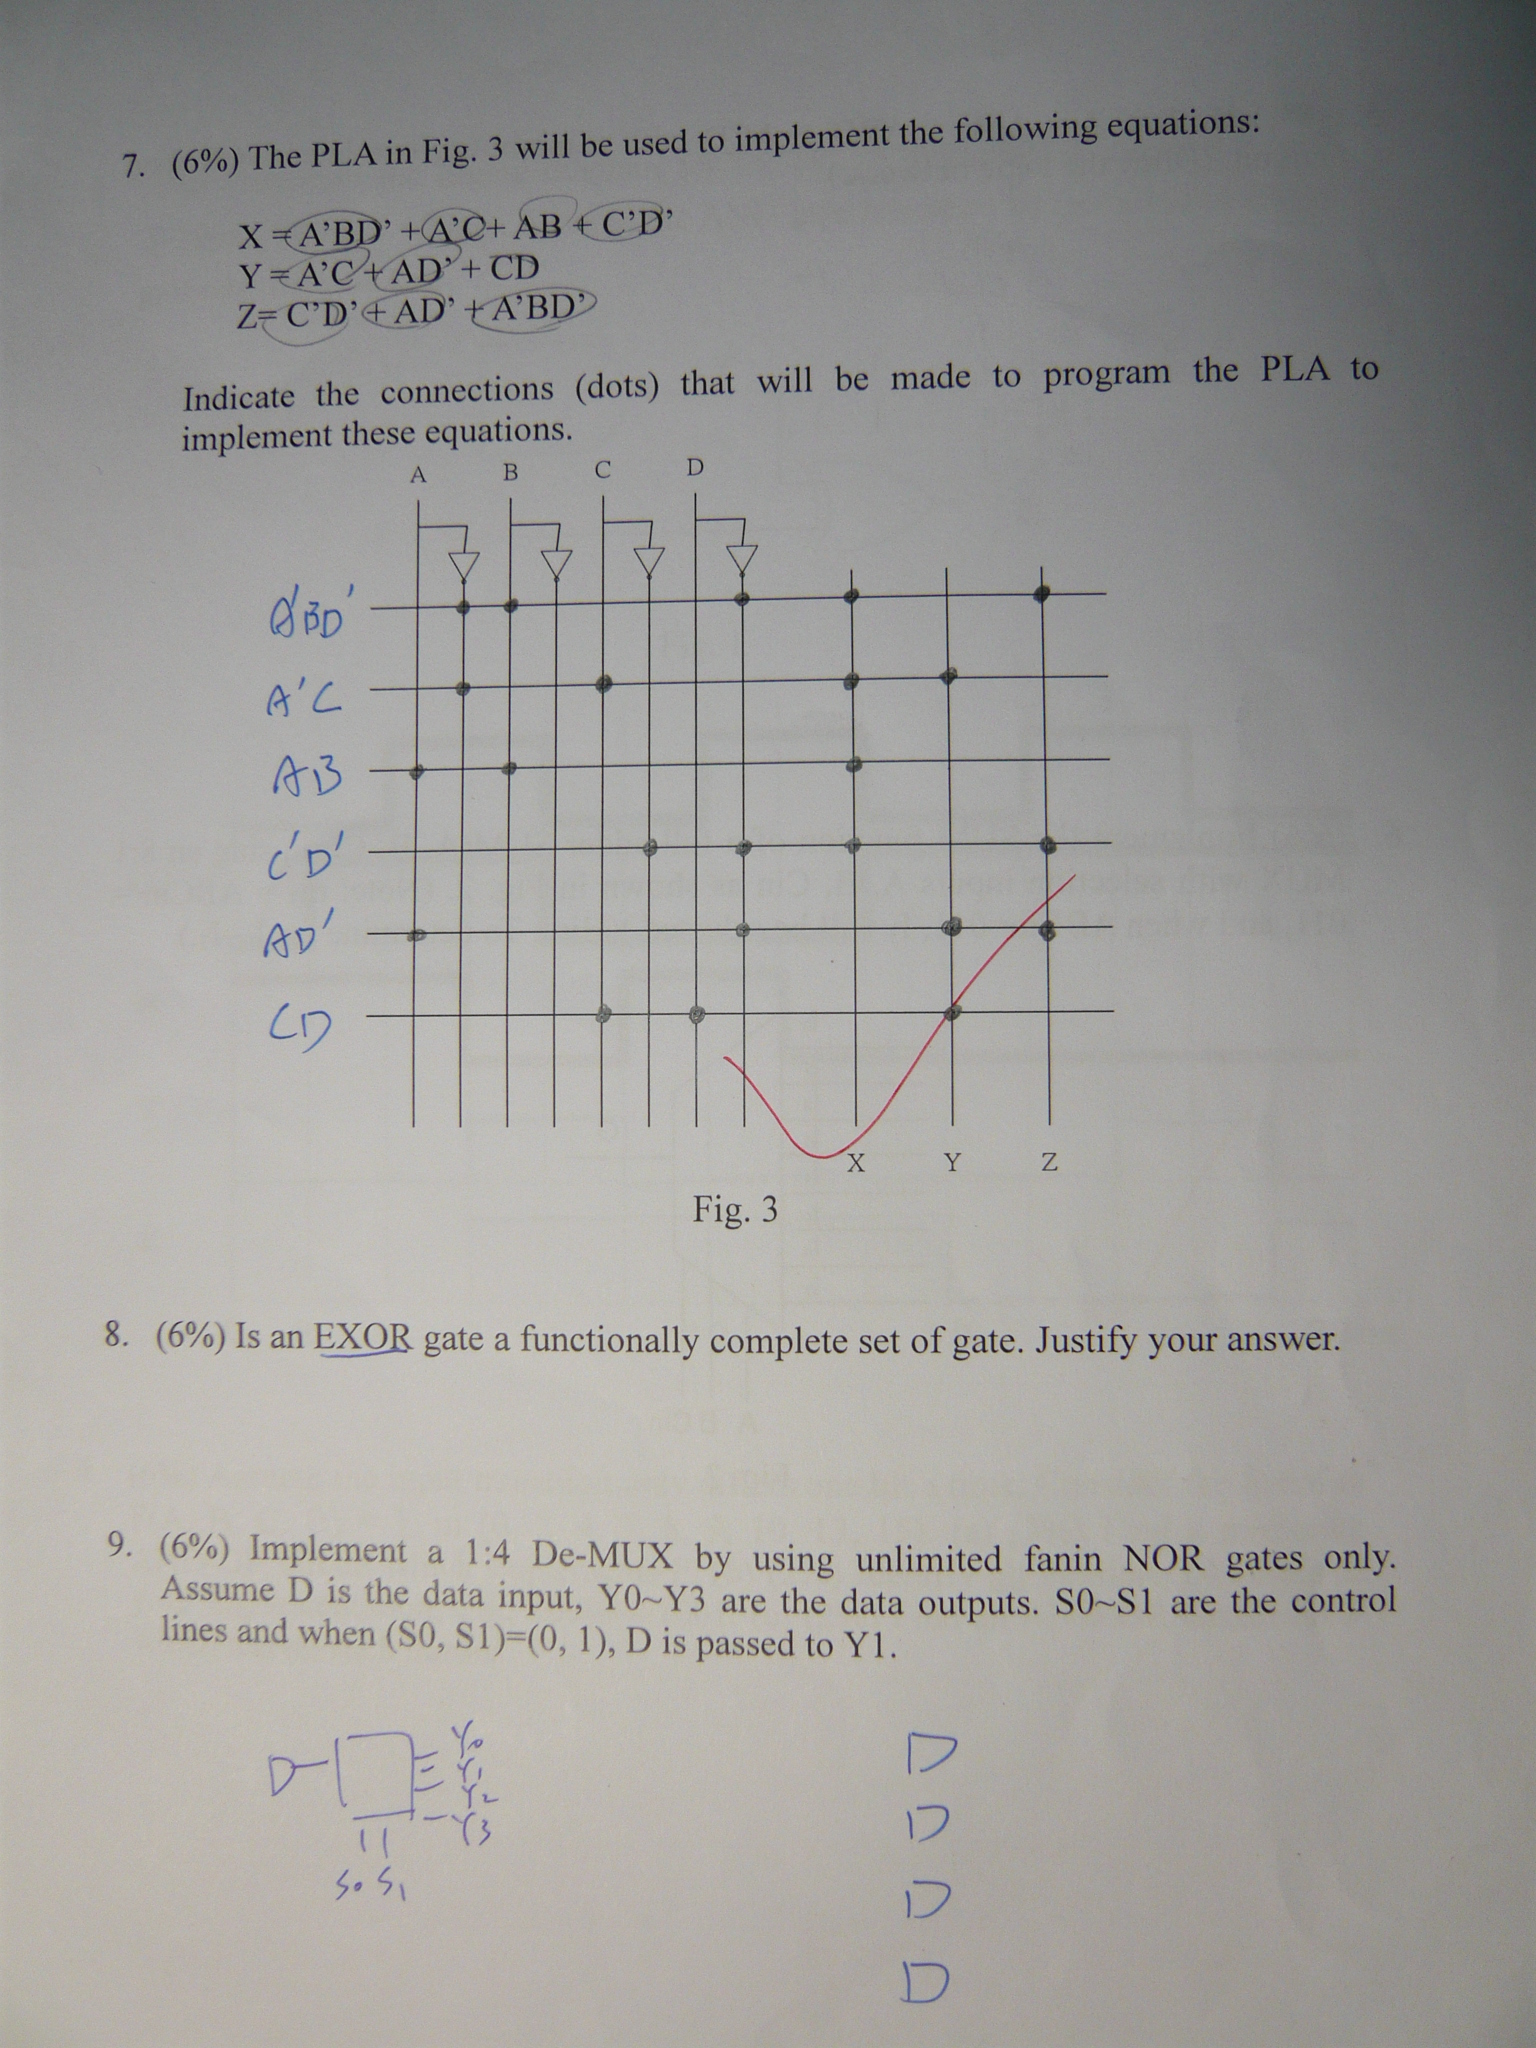 7. (6%) The PLA in Fig. 3 will be used to implement the following equations:
X = A'BD' + A'C + AB + C'D'
Y = A'C + AD' + CD
Z= C'D' + AD' + A'BD'
Indicate the connections (dots) that will be made to program the PLA to
implement these equations.
A B C D
A'BD'
A'C
AB
C'D'
AD'
CD
X Y Z
Fig. 3
8. (6%) Is an EXOR gate a functionally complete set of gate. Justify your answer.
9. (6%) Implement a 1:4 De-MUX by using unlimited fanin NOR gates only.
Assume D is the data input, Y0~Y3 are the data outputs. S0~S1 are the control
lines and when (S0, S1)=(0, 1), D is passed to Y1.
D
Y0
Y1
Y2
Y3
S0 S1
D
D
D
D